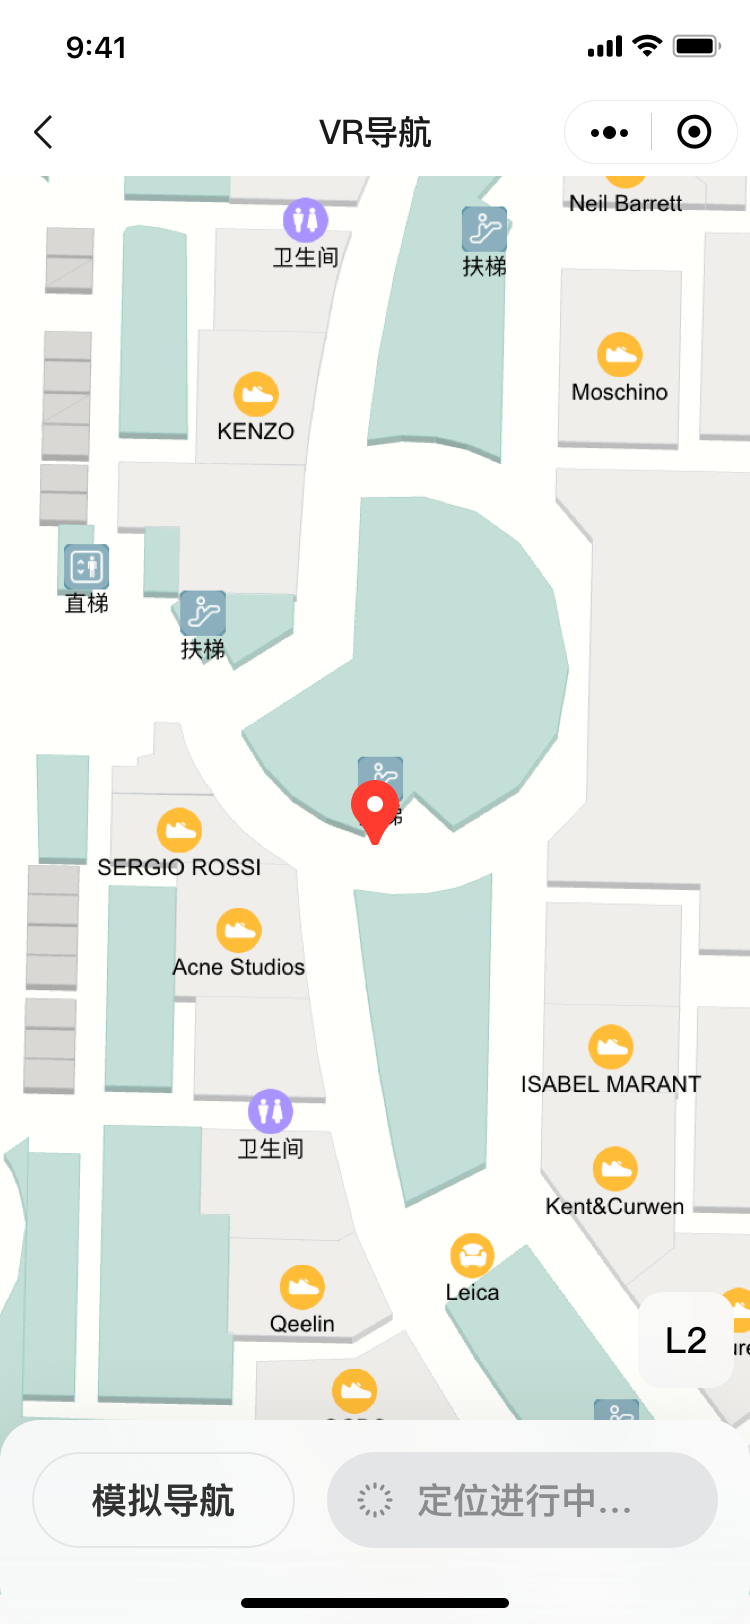 9:41
VR导航
Neil Barrett
卫生间
扶梯
Moschino
KENZO
直梯
扶梯
SERGIO ROSSI
Acne Studios
ISABEL MARANT
卫生间
Kent&Curwen
Leica
Qeelin
L2
模拟导航
定位进行中...